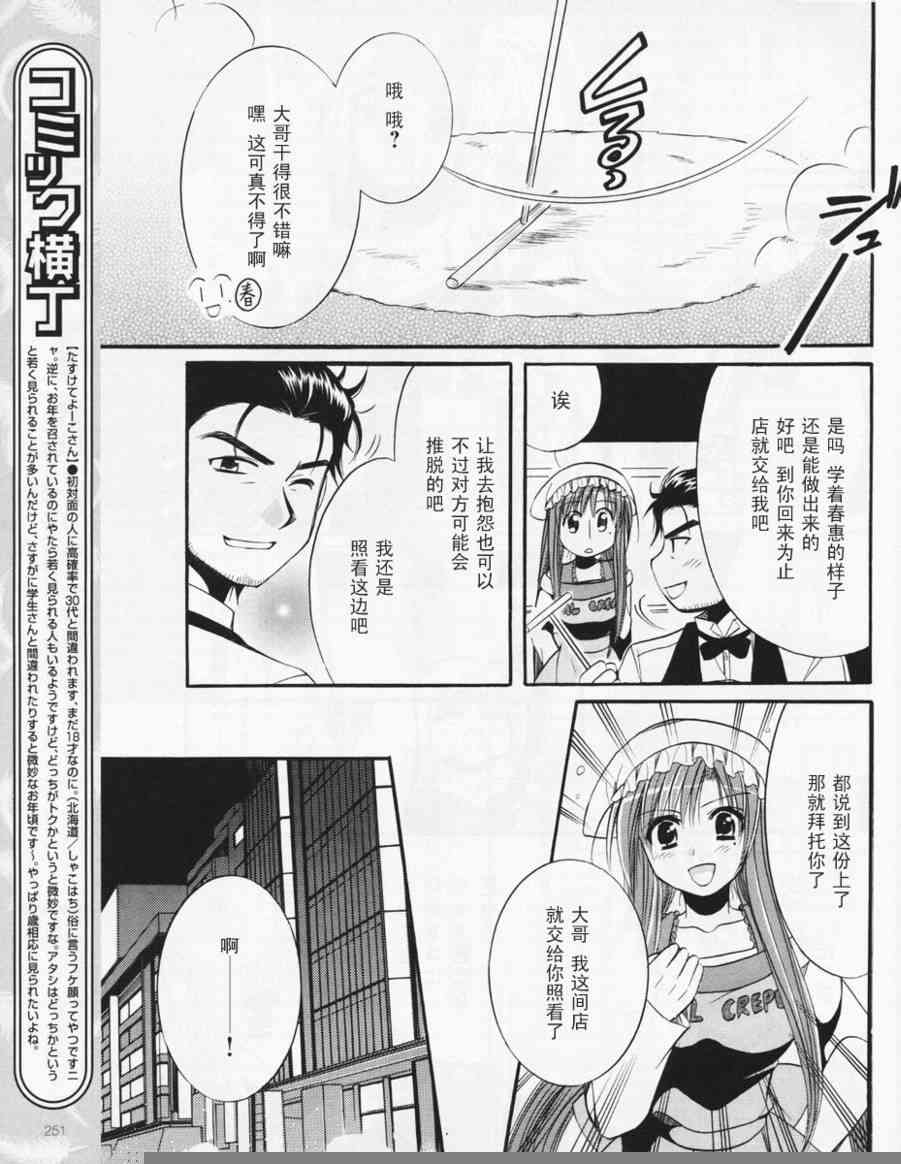 哦 哦？
大哥干得很不错嘛
嘿 这可真不得了啊
春
くる。
ジュ
是吗 学着春惠的样子
还是能做出来的
好吧 到你回来为止
店就交给我吧
诶
让我去抱怨也可以
不过对方可能会
推脱的吧
我还是
照看这边吧
都说到这份上了
那就拜托你了
大哥 我这间店
就交给你照看了
啊——！
AL CREPE
AL CREPE
コミック横丁
【たすけてよーこさん】●初対面の人に高確率で30代と間違われます、まだ18才なのに。（北海道／しゃこはち）俗に言うフケ顔ってやつですニ
ャ。逆に、お年を召されているのにやたら若く見られる人もいるようですけど、どっちがトクかというと微妙ですな。アタシはどっちかという
と若く見られることが多いんだけど、さすがに学生さんと間違われたりすると微妙なお年頃です〜。やっぱり歳相応に見られたいよね。
251